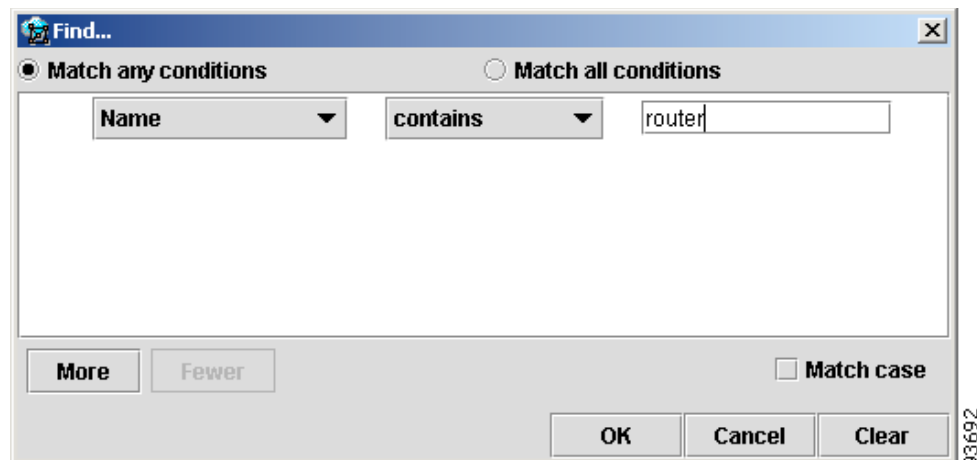 Find...
Match any conditions Match all conditions
Name contains router
More Fewer Match case
OK Cancel Clear